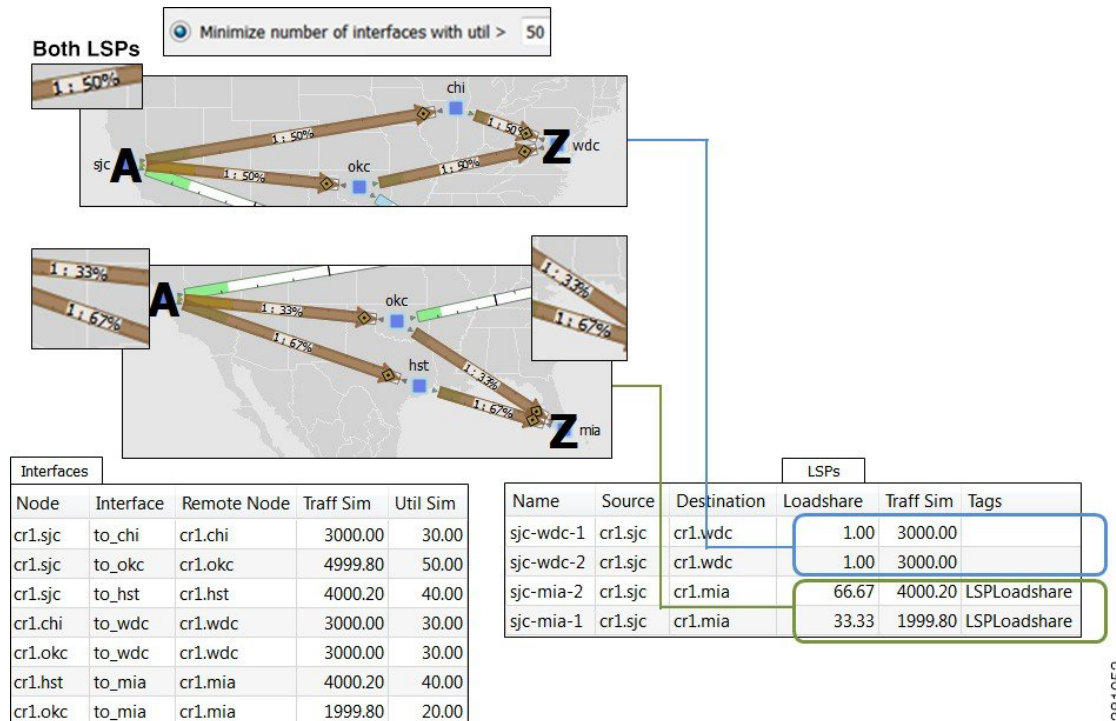 Minimize number of interfaces with util > 50
Both LSPs
1 : 50%
chi
1 : 50%
1 : 50%
sjc A
okc
Z wdc
1 : 50%
1 : 50%
1 : 33%
1 : 67%
1 : 33%
1 : 67%
A
okc
1 : 33%
1 : 67%
hst
1 : 33%
1 : 67%
Z mia
Interfaces
Node Interface Remote Node Traff Sim Util Sim
cr1.sjc to_chi cr1.chi 3000.00 30.00
cr1.sjc to_okc cr1.okc 4999.80 50.00
cr1.sjc to_hst cr1.hst 4000.20 40.00
cr1.chi to_wdc cr1.wdc 3000.00 30.00
cr1.okc to_wdc cr1.wdc 3000.00 30.00
cr1.hst to_mia cr1.mia 4000.20 40.00
cr1.okc to_mia cr1.mia 1999.80 20.00
LSPs
Name Source Destination Loadshare Traff Sim Tags
sjc-wdc-1 cr1.sjc cr1.wdc 1.00 3000.00
sjc-wdc-2 cr1.sjc cr1.wdc 1.00 3000.00
sjc-mia-2 cr1.sjc cr1.mia 66.67 4000.20 LSPLoadshare
sjc-mia-1 cr1.sjc cr1.mia 33.33 1999.80 LSPLoadshare